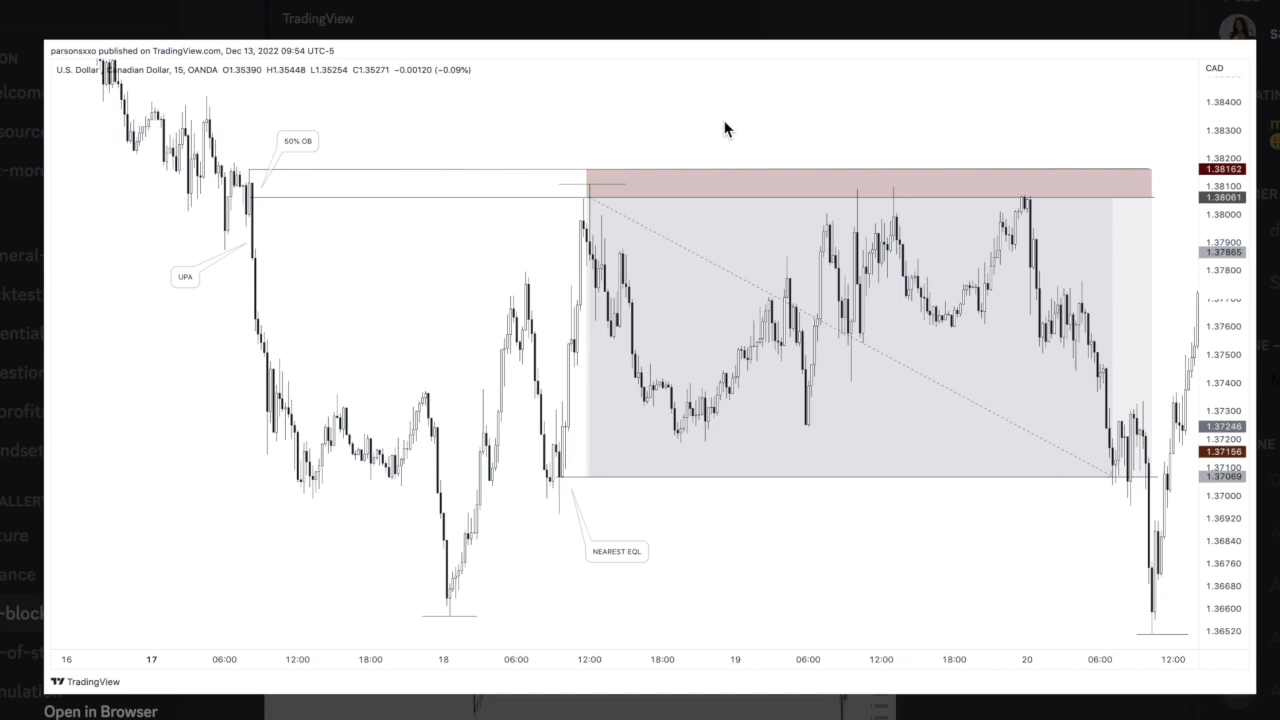 TradingView
parsonsxxo published on TradingView.com, Dec 13, 2022 09:54 UTC-5
U.S. Dollar / Canadian Dollar, 15, OANDA O1.35390 H1.35448 L1.35254 C1.35271 −0.00120 (−0.09%)
CAD
1.38400
1.38300
1.38200
1.38162
1.38100
1.38061
1.38000
1.37900
1.37865
1.37800
1.37700
1.37600
1.37500
1.37400
1.37300
1.37246
1.37200
1.37156
1.37100
1.37069
1.37000
1.36920
1.36840
1.36760
1.36680
1.36600
1.36520
50% OB
UPA
NEAREST EQL
16 17 06:00 12:00 18:00 18 06:00 12:00 18:00 19 06:00 12:00 18:00 20 06:00 12:00
TradingView
Open in Browser